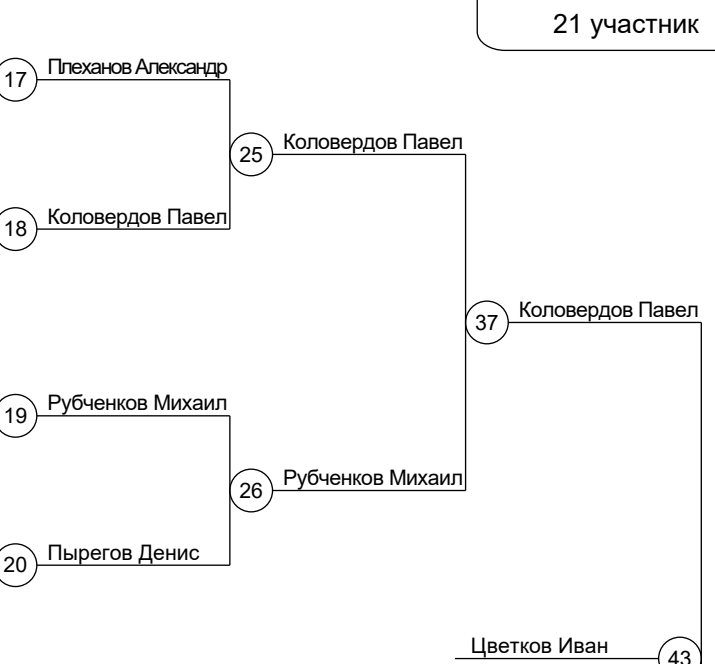 21 участник
17 Плеханов Александр
25 Коловердов Павел
18 Коловердов Павел
37 Коловердов Павел
19 Рубченков Михаил
26 Рубченков Михаил
20 Пырегов Денис
Цветков Иван 43